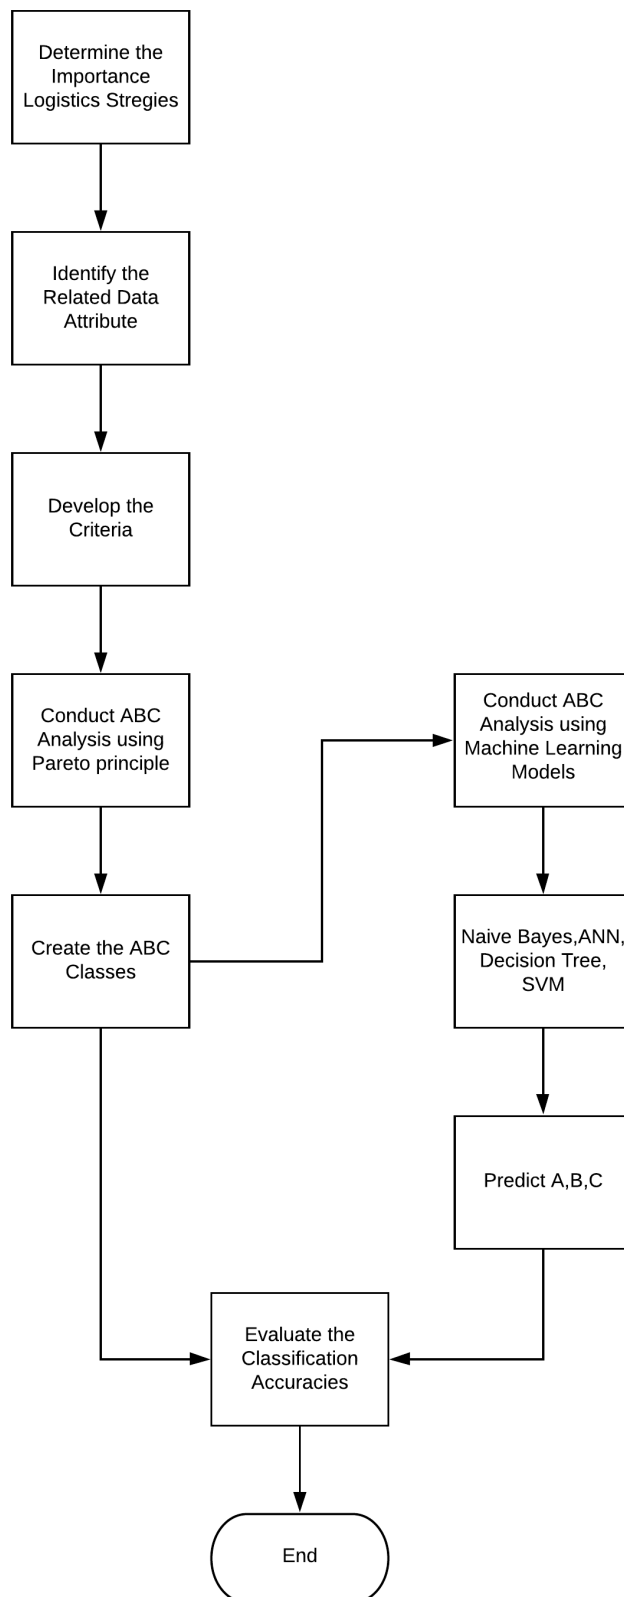 Determine the
Importance
Logistics Stregies
Identify the
Related Data
Attribute
Develop the
Criteria
Conduct ABC
Analysis using
Pareto principle
Create the ABC
Classes
Conduct ABC
Analysis using
Machine Learning
Models
Naive Bayes,ANN,
Decision Tree,
SVM
Predict A,B,C
Evaluate the
Classification
Accuracies
End